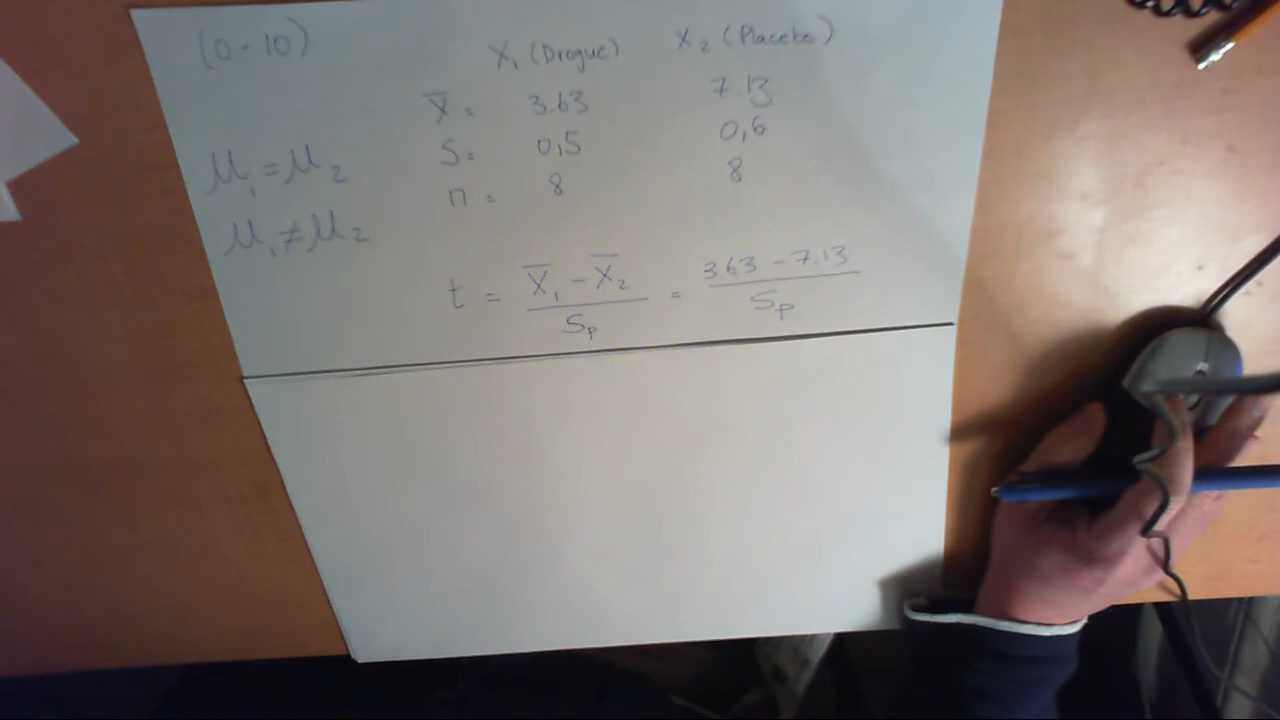 (0-10)
X₁ (Drogue) X₂ (Placebo)
X̄ = 3.63 7.13
S = 0,5 0,6
n = 8 8
μ₁ = μ₂
μ₁ ≠ μ₂
t = X̄₁ - X̄₂ / Sp = 3.63 - 7.13 / Sp